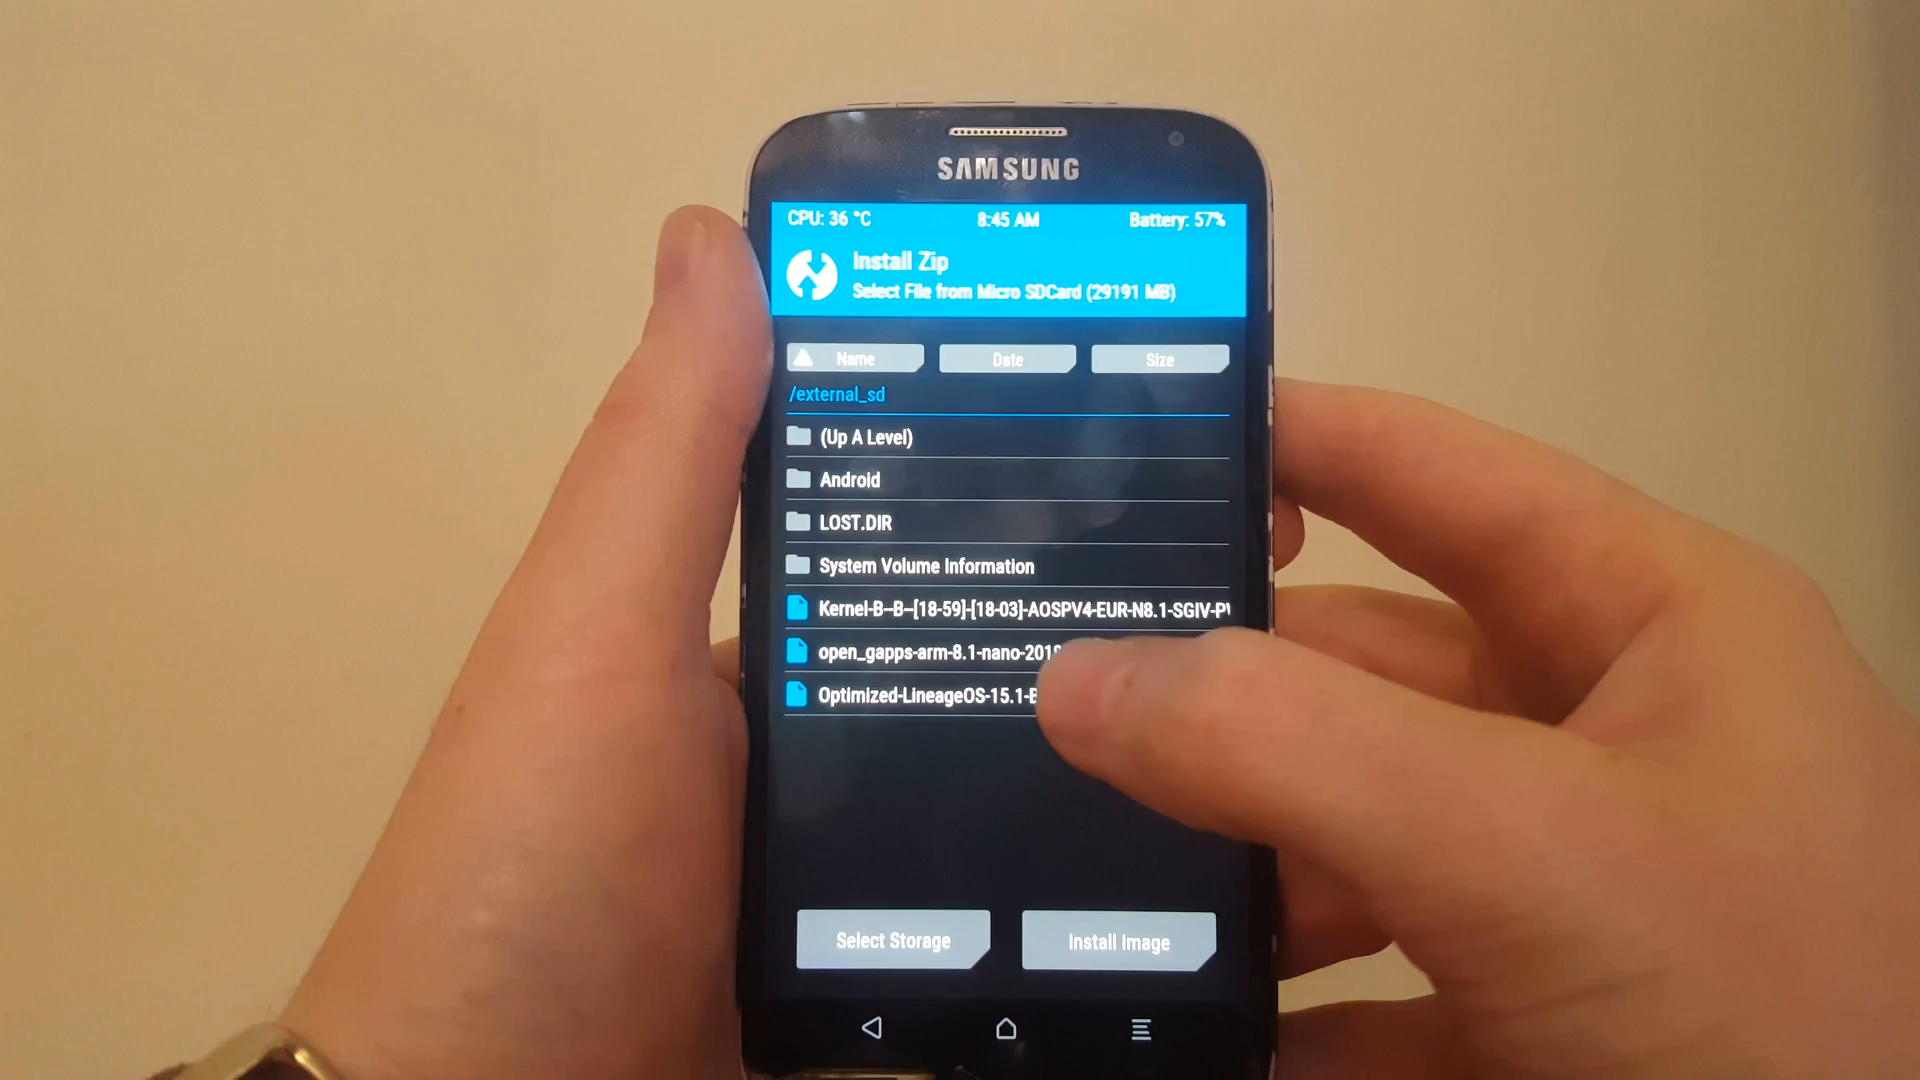 SAMSUNG
CPU: 36 °C 8:45 AM Battery: 57%
Install Zip
Select File from Micro SDCard (29191 MB)
Name Date Size
/external_sd
(Up A Level)
Android
LOST.DIR
System Volume Information
Kernel-B--B--[18-59]-[18-03]-AOSPV4-EUR-N8.1-SGIV-P
open_gapps-arm-8.1-nano-201
Optimized-LineageOS-15.1-
Select Storage Install Image